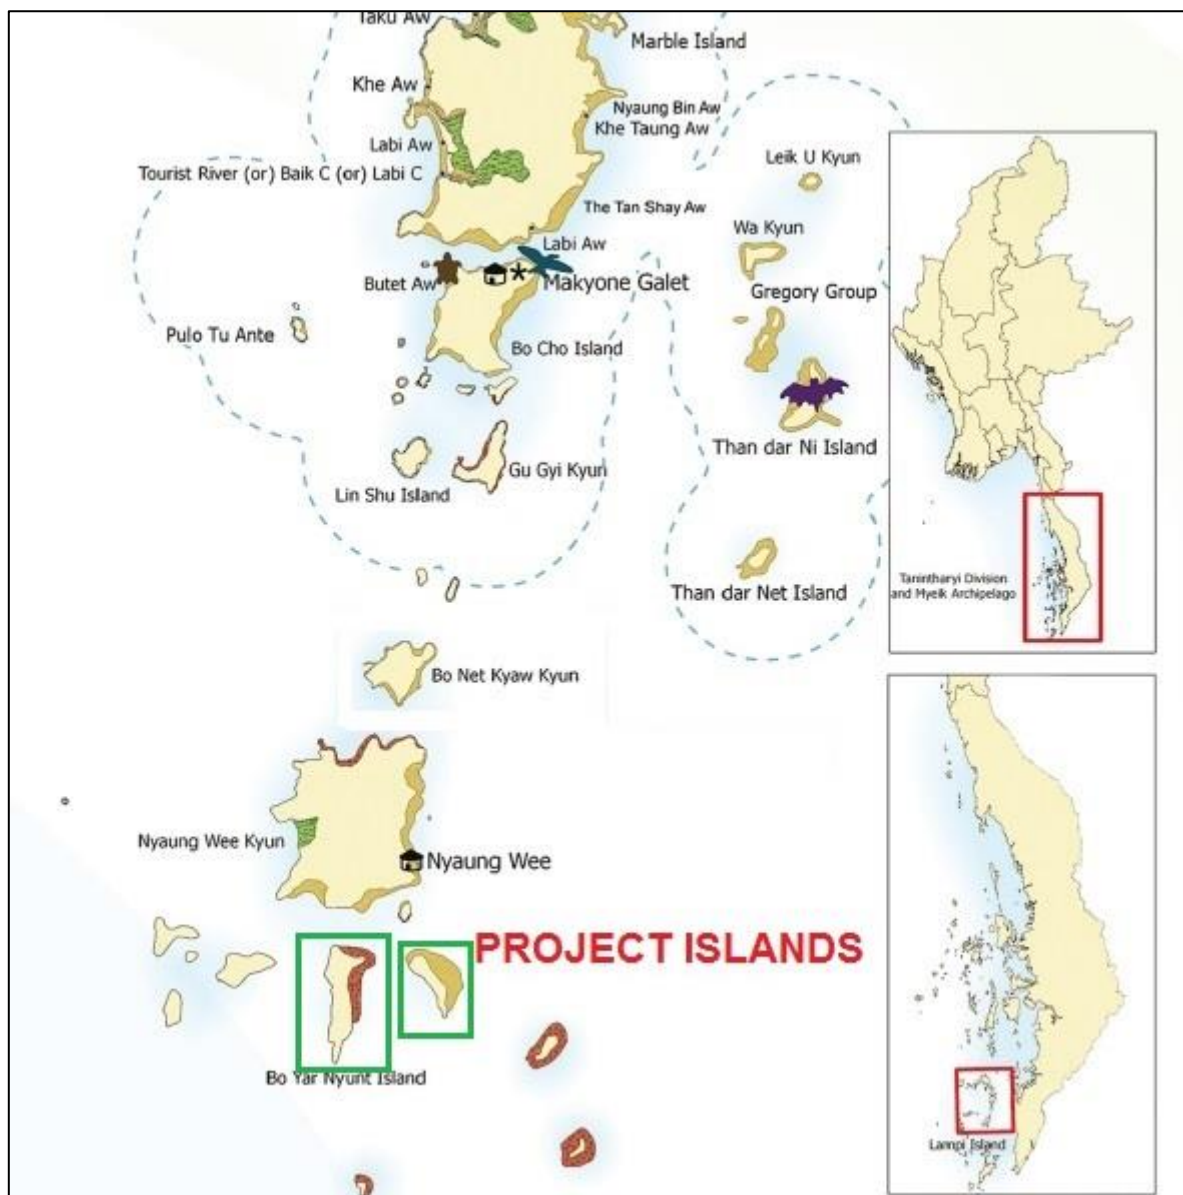 Taku Aw
Marble Island
Khe Aw
Nyaung Bin Aw
Khe Taung Aw
Labi Aw
Leik U Kyun
Tourist River (or) Baik C (or) Labi C
The Tan Shay Aw
Wa Kyun
Labi Aw
Butet Aw
Makyone Galet
Gregory Group
Pulo Tu Ante
Bo Cho Island
Than dar Ni Island
Gu Gyi Kyun
Lin Shu Island
Than dar Net Island
Tanintharyi Division
and Myeik Archipelago
Bo Net Kyaw Kyun
Nyaung Wee Kyun
Nyaung Wee
PROJECT ISLANDS
Bo Yar Nyunt Island
Lampi Island